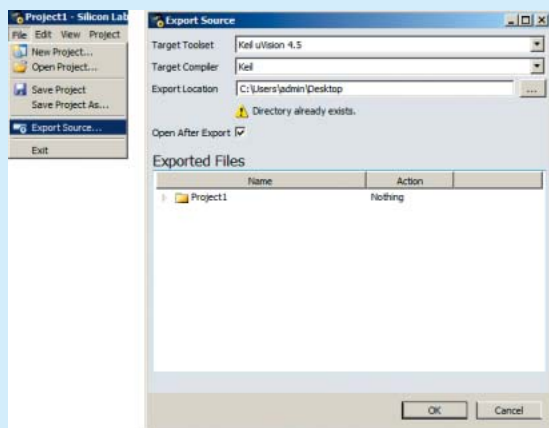 Project1 - Silicon Lab
File Edit View Project
New Project...
Open Project...
Save Project
Save Project As...
Export Source...
Exit
Export Source
Target Toolset
Keil uVision 4.5
Target Compiler
Keil
Export Location
C:\Users\admin\Desktop
...
Directory already exists.
Open After Export
Exported Files
Name Action
Project1 Nothing
OK Cancel